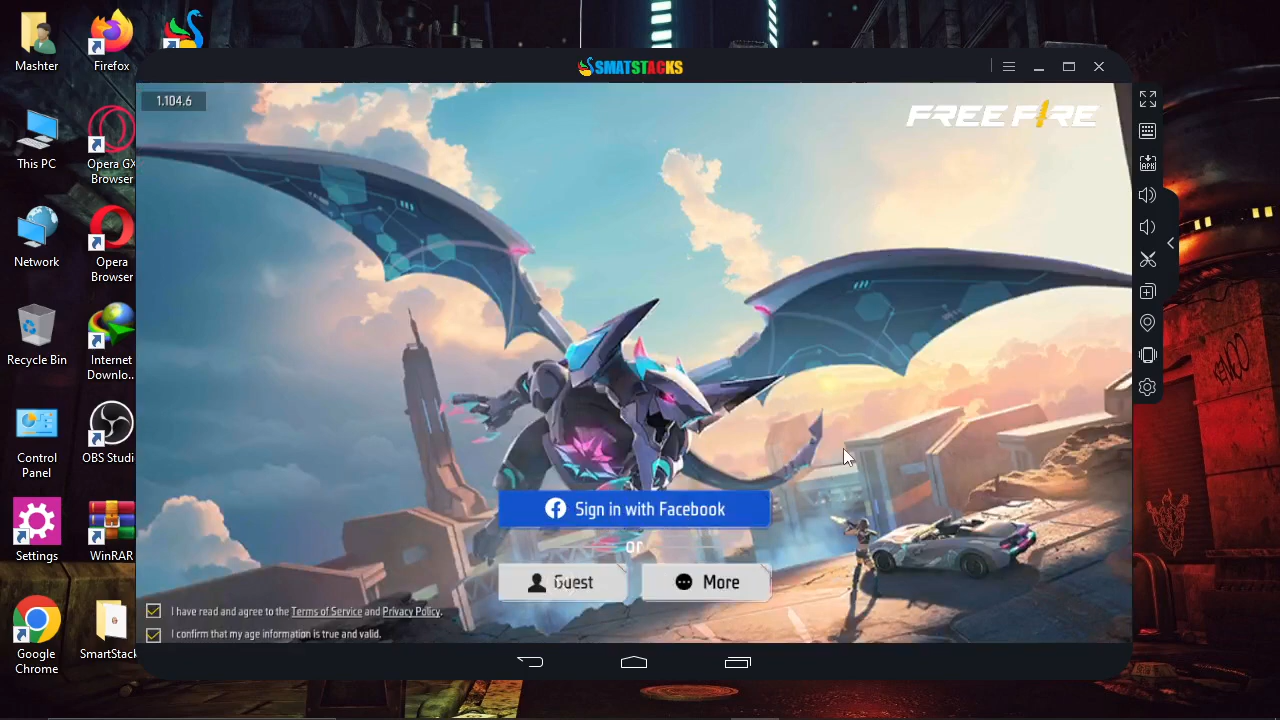 Mashter
Firefox
SMATSTACKS
1.104.6
FREE FIRE
This PC
Opera GX
Browser
APK
Network
Opera
Browser
Recycle Bin
Internet
Downlo...
Control
Panel
OBS Studi
Sign in with Facebook
or
Guest
More
Settings
WinRAR
I have read and agree to the Terms of Service and Privacy Policy.
I confirm that my age information is true and valid.
Google
Chrome
SmartStack